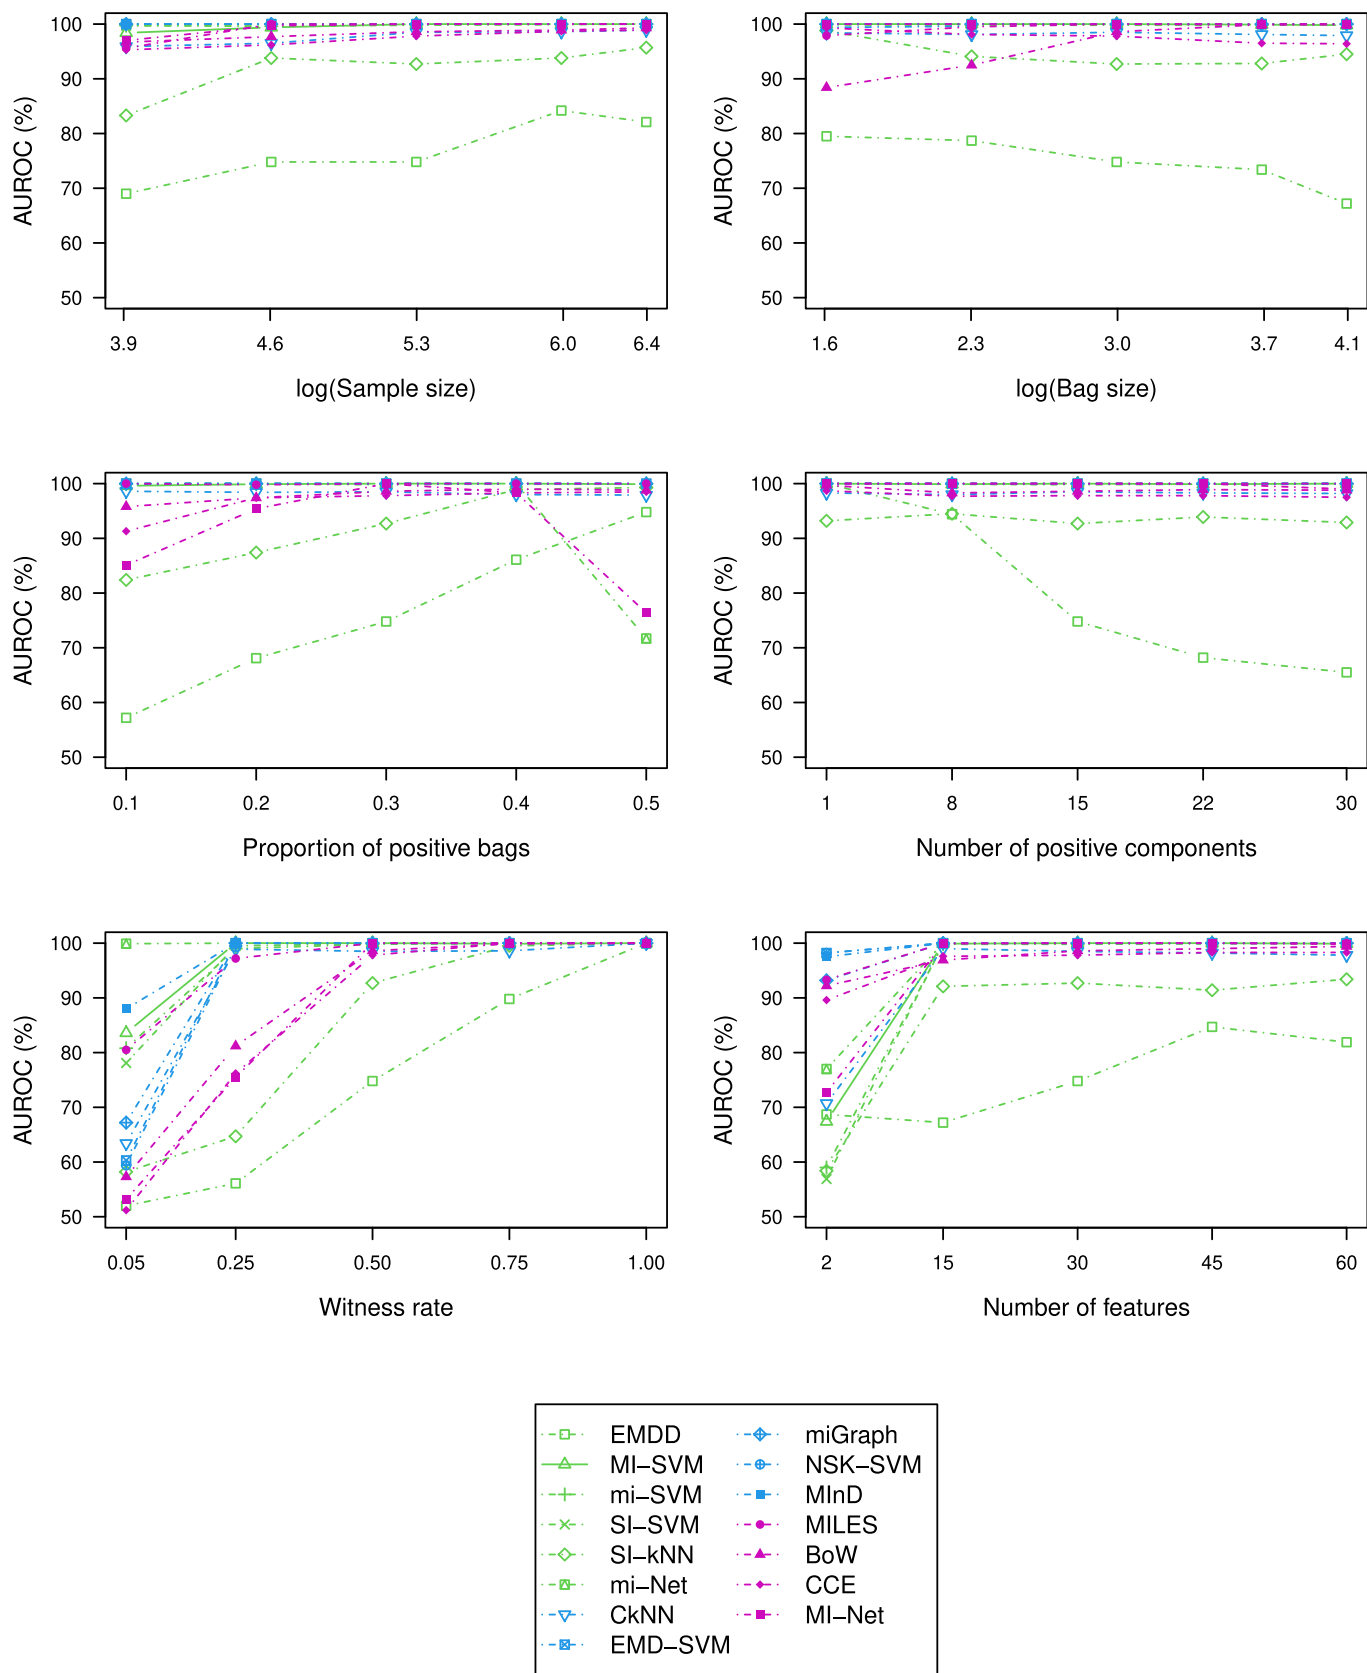 100
90
80
70
60
50
AUROC (%)
3.9 4.6 5.3 6.0 6.4
log(Sample size)
100
90
80
70
60
50
AUROC (%)
1.6 2.3 3.0 3.7 4.1
log(Bag size)
100
90
80
70
60
50
AUROC (%)
0.1 0.2 0.3 0.4 0.5
Proportion of positive bags
100
90
80
70
60
50
AUROC (%)
1 8 15 22 30
Number of positive components
100
90
80
70
60
50
AUROC (%)
0.05 0.25 0.50 0.75 1.00
Witness rate
100
90
80
70
60
50
AUROC (%)
2 15 30 45 60
Number of features
EMDD
MI−SVM
mi−SVM
SI−SVM
SI−kNN
mi−Net
CkNN
EMD−SVM
miGraph
NSK−SVM
MInD
MILES
BoW
CCE
MI−Net